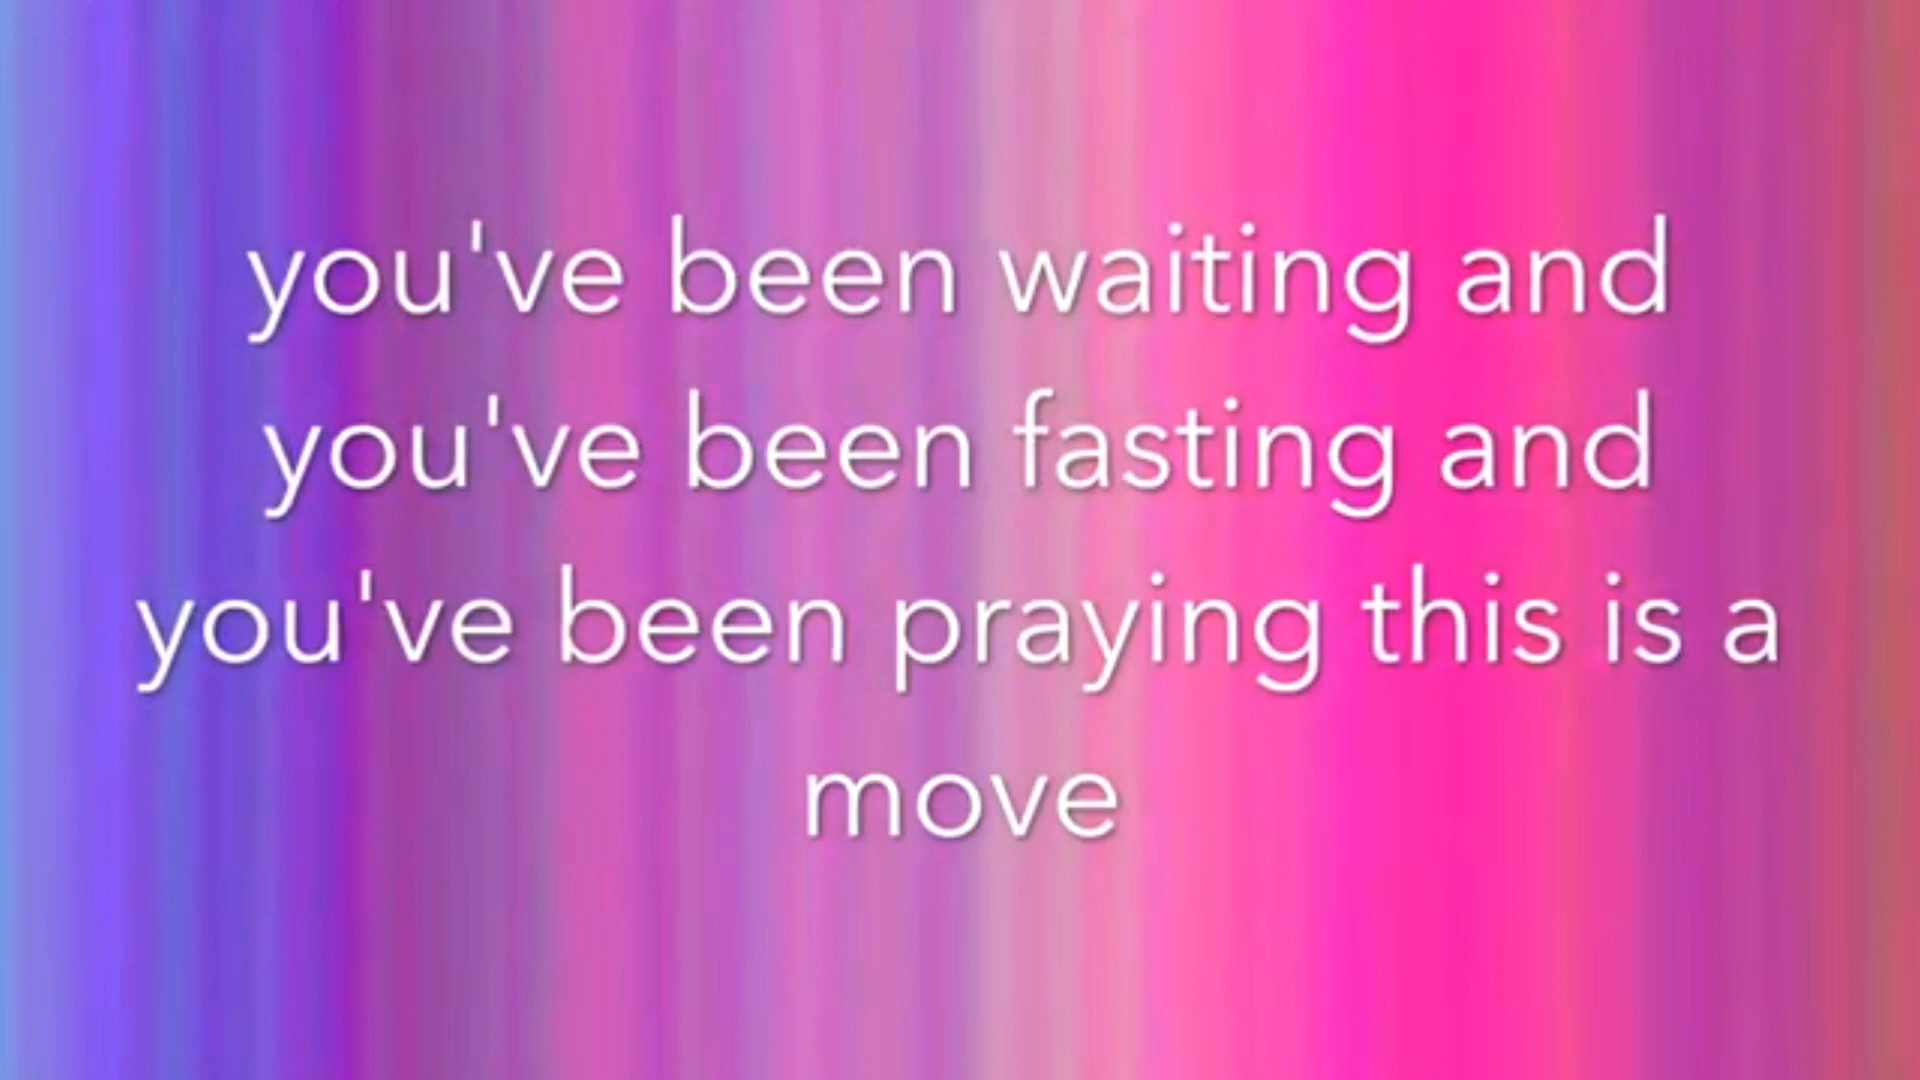 you've been waiting and
you've been fasting and
you've been praying this is a
move